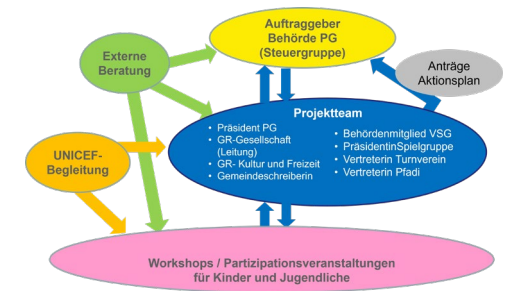 Auftraggeber
Behörde PG
(Steuergruppe)
Externe
Beratung
Anträge
Aktionsplan
Projektteam
• Präsident PG
• GR-Gesellschaft
(Leitung)
• GR- Kultur und Freizeit
• Gemeindeschreiberin
• Behördenmitglied VSG
• PräsidentinSpielgruppe
• Vertreterin Turnverein
• Vertreterin Pfadi
UNICEF-
Begleitung
Workshops / Partizipationsveranstaltungen
für Kinder und Jugendliche